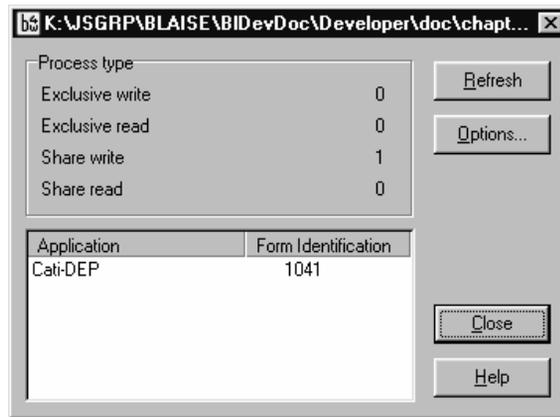 K:\JSGRP\BLAISE\BIDevDoc\Developer\doc\chapt...
Process type
Exclusive write 0
Exclusive read 0
Share write 1
Share read 0
Refresh
Options...
Application Form Identification
Cati-DEP 1041
Close
Help